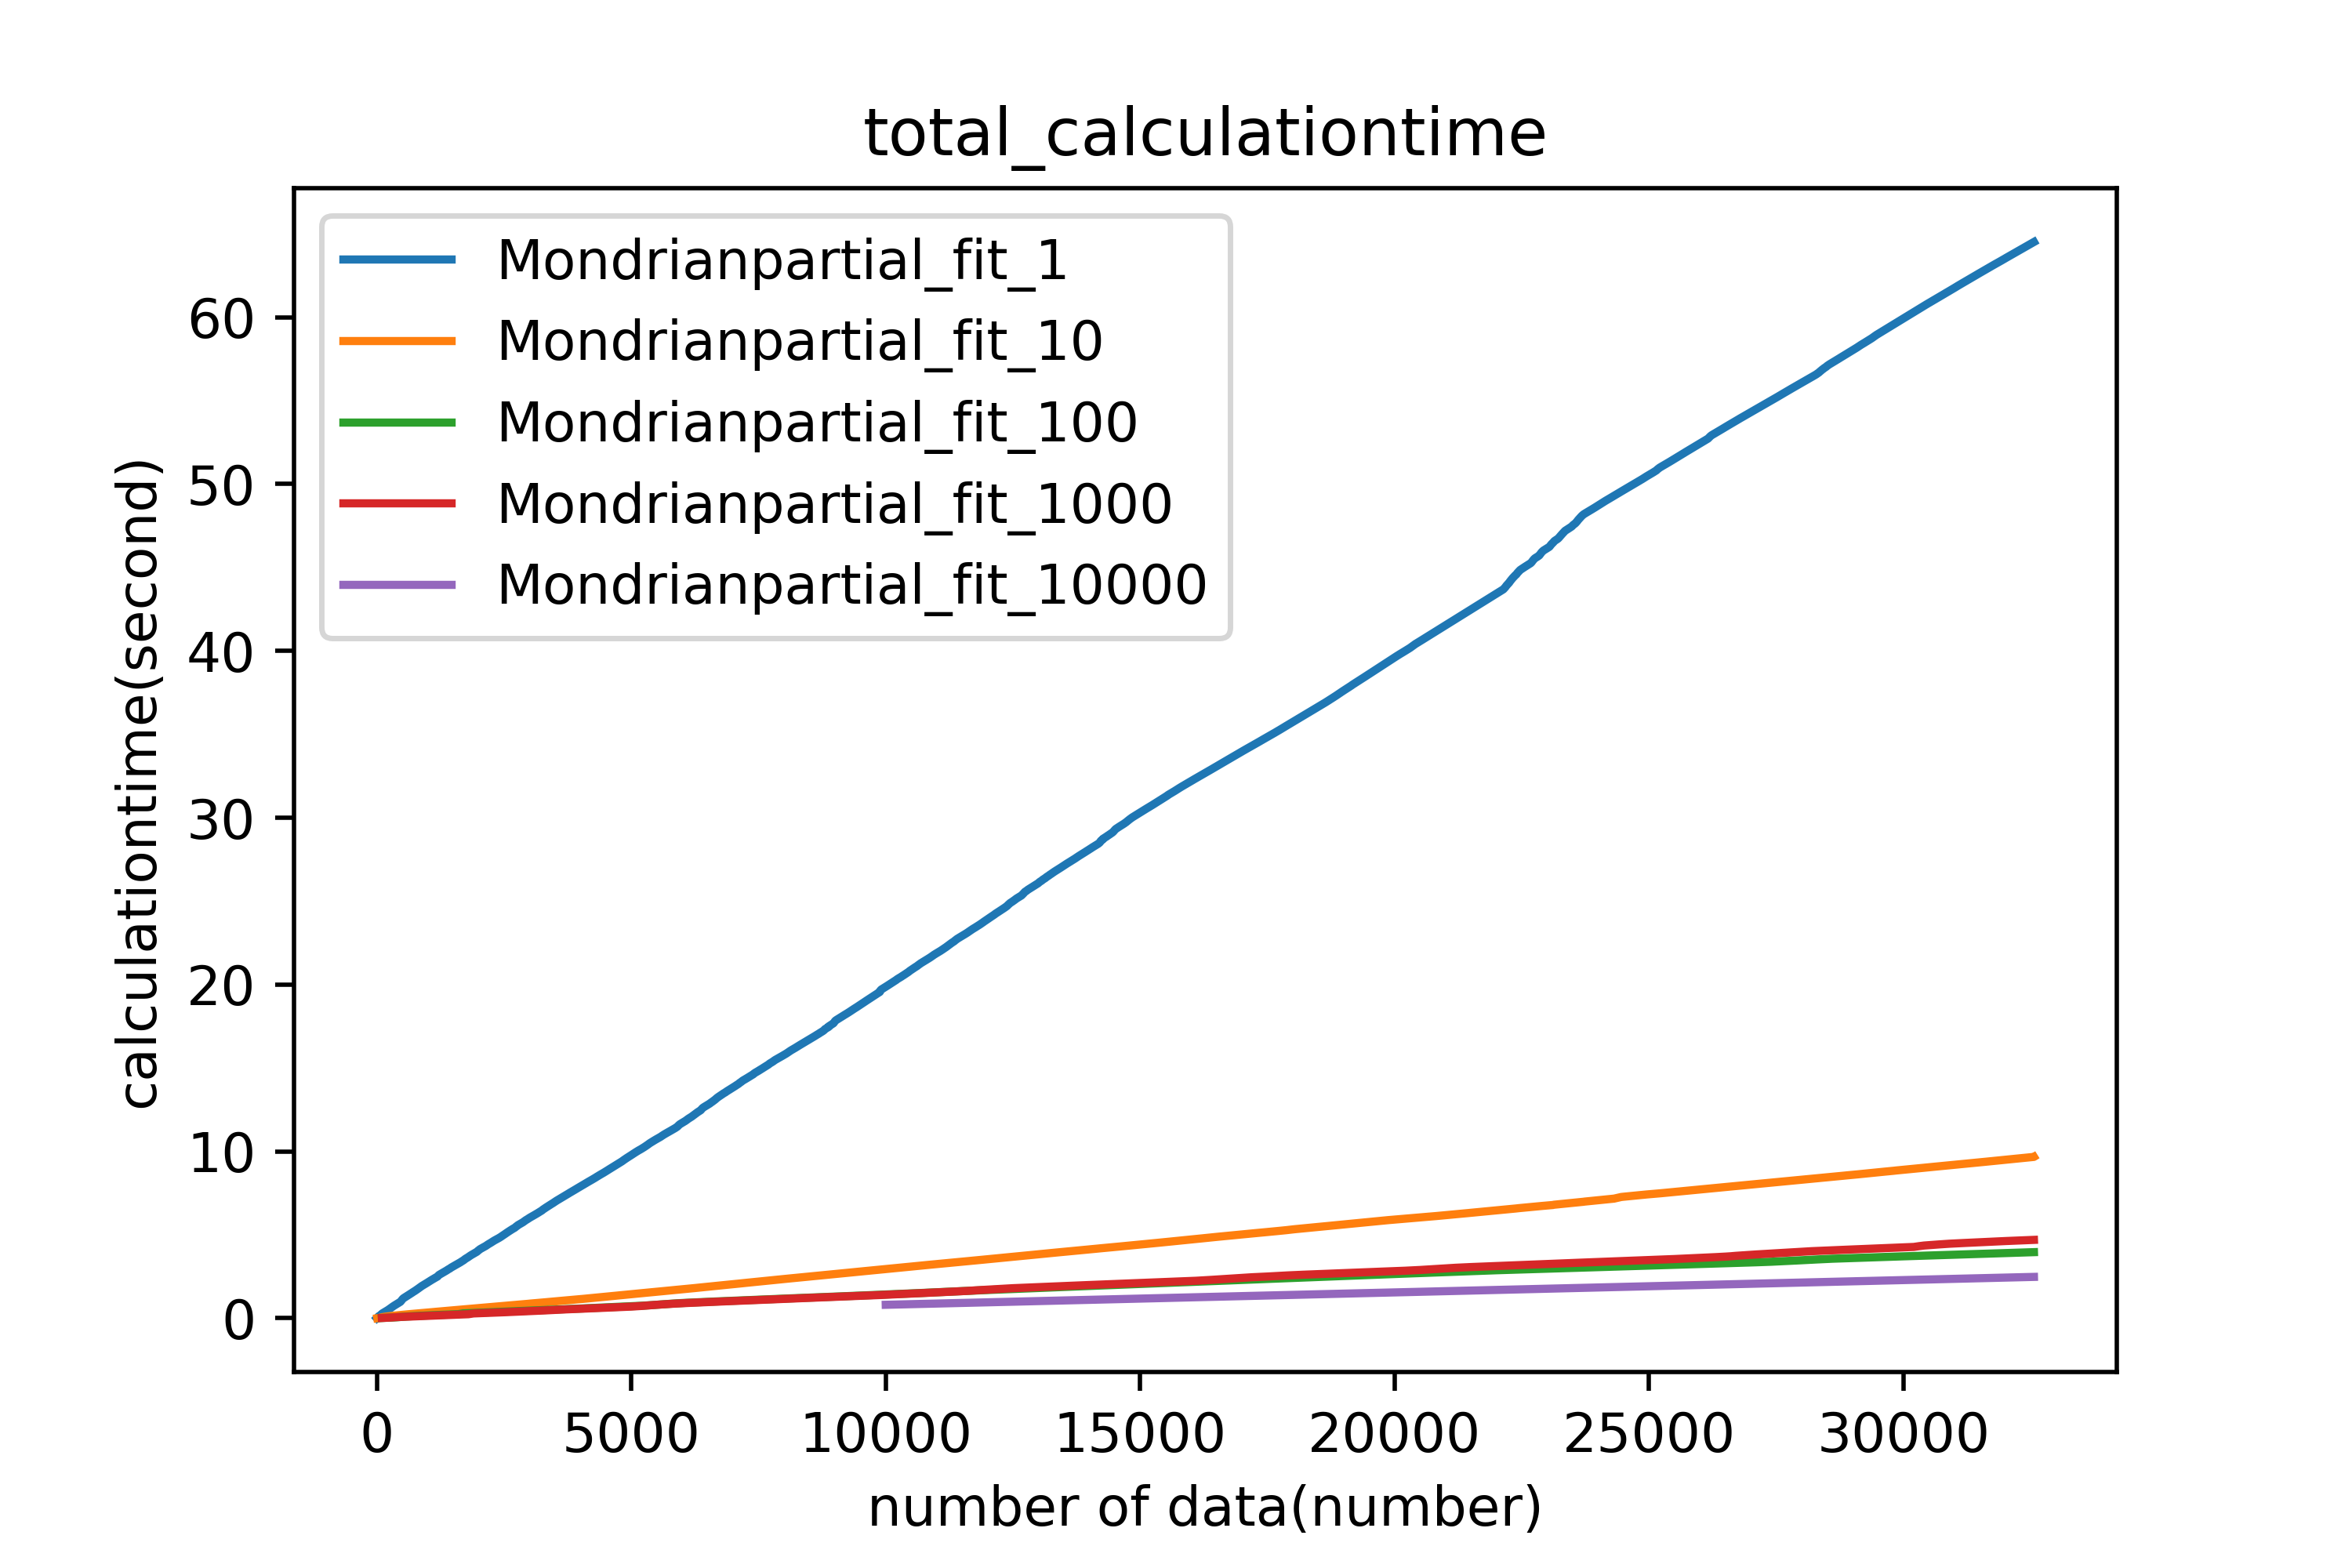 total_calculationtime
Mondrianpartial_fit_1
Mondrianpartial_fit_10
Mondrianpartial_fit_100
Mondrianpartial_fit_1000
Mondrianpartial_fit_10000
calculationtime(second)
60
50
40
30
20
10
0
0 5000 10000 15000 20000 25000 30000
number of data(number)